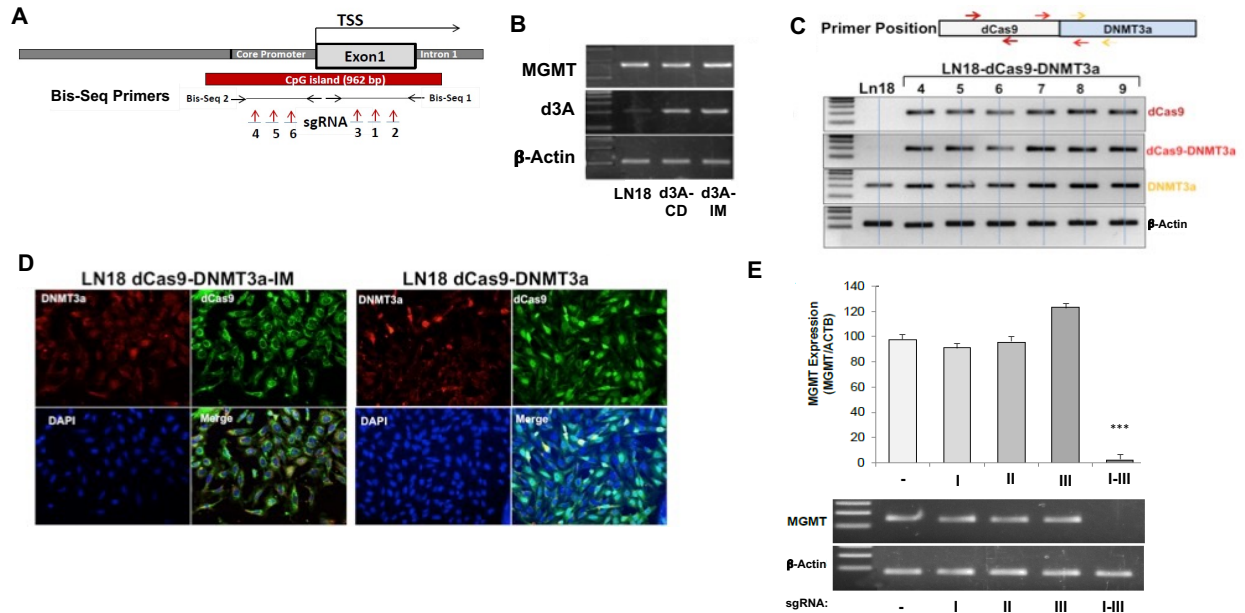 A
TSS
Core Promoter
Exon1
Intron 1
CpG island (962 bp)
Bis-Seq Primers
Bis-Seq 2
Bis-Seq 1
sgRNA
4 5 6 3 1 2
B
MGMT
d3A
β-Actin
LN18 d3A-CD d3A-IM
C
Primer Position
dCas9
DNMT3a
LN18-dCas9-DNMT3a
Ln18 4 5 6 7 8 9
dCas9
dCas9-DNMT3a
DNMT3a
β-Actin
D
LN18 dCas9-DNMT3a-IM
LN18 dCas9-DNMT3a
DNMT3a
dCas9
DNMT3a
dCas9
DAPI
Merge
DAPI
Merge
E
MGMT Expression
(MGMT/ACTB)
140
120
100
80
60
40
20
0
***
- I II III I-III
MGMT
β-Actin
sgRNA: - I II III I-III